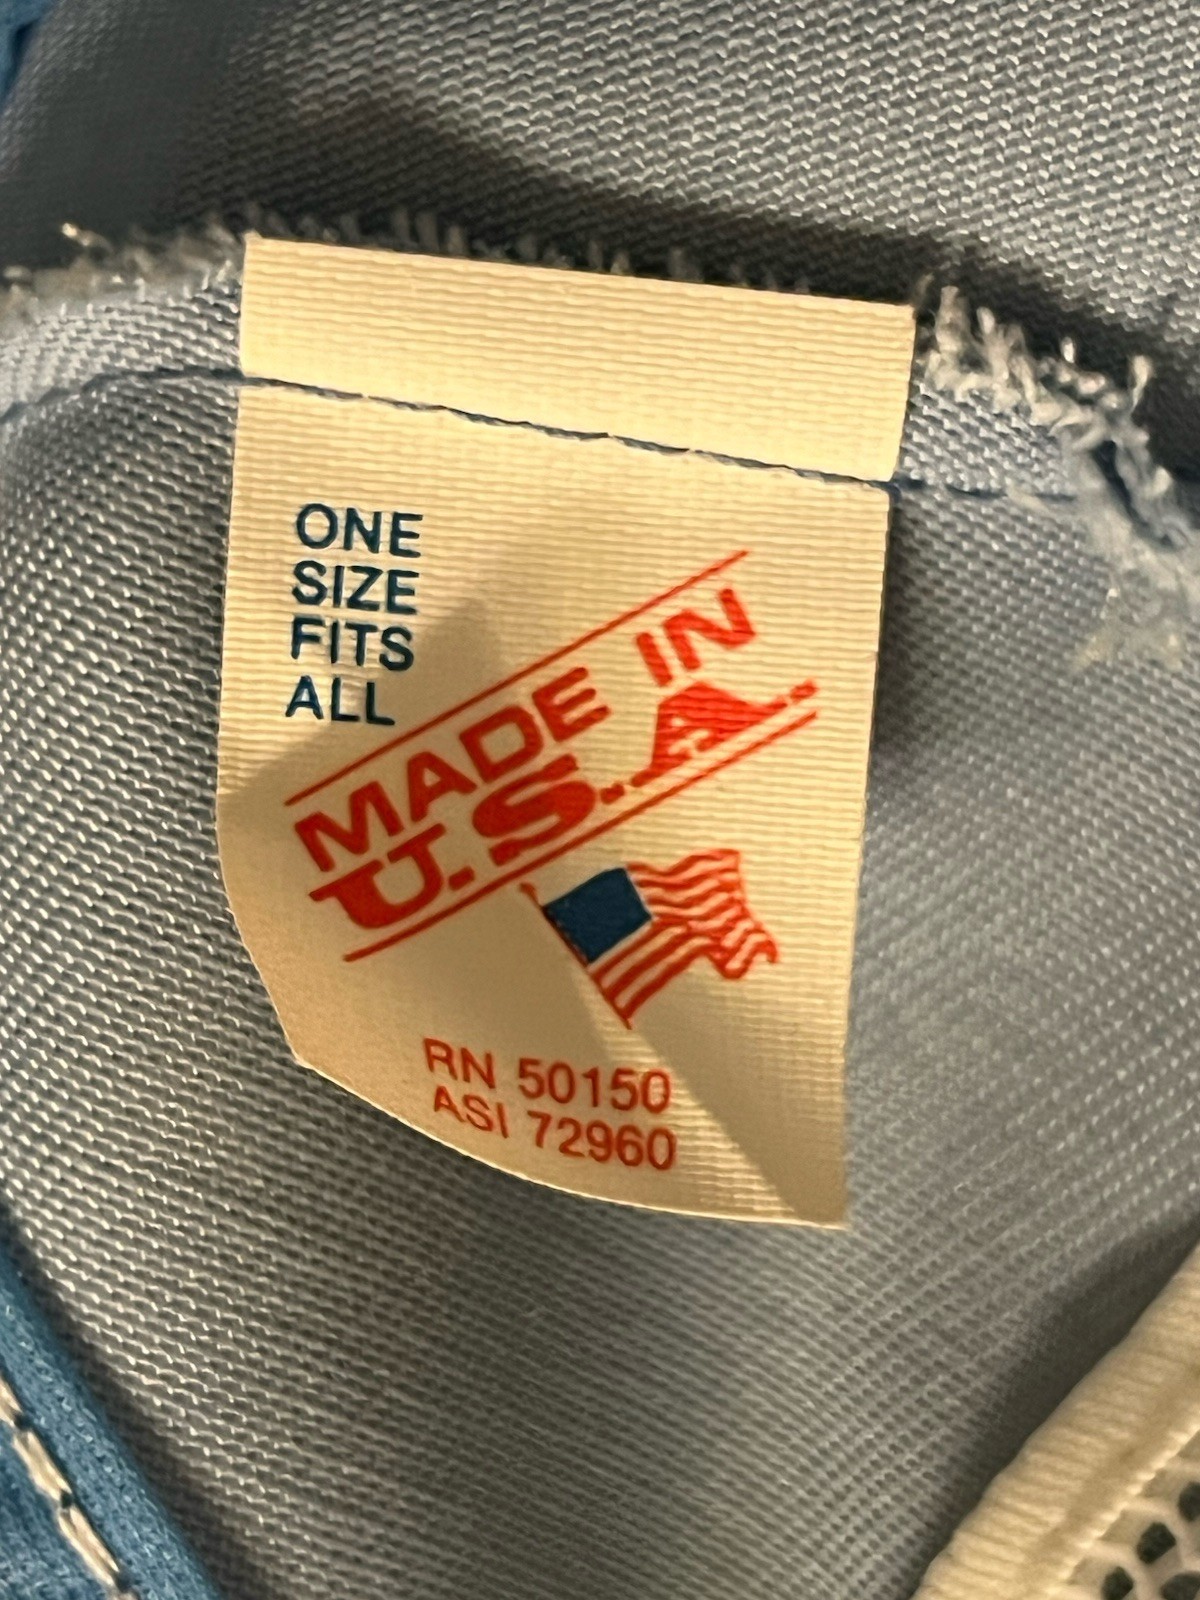 ONE
SIZE
FITS
ALL
MADE IN
U.S.A.
RN 50150
ASI 72960